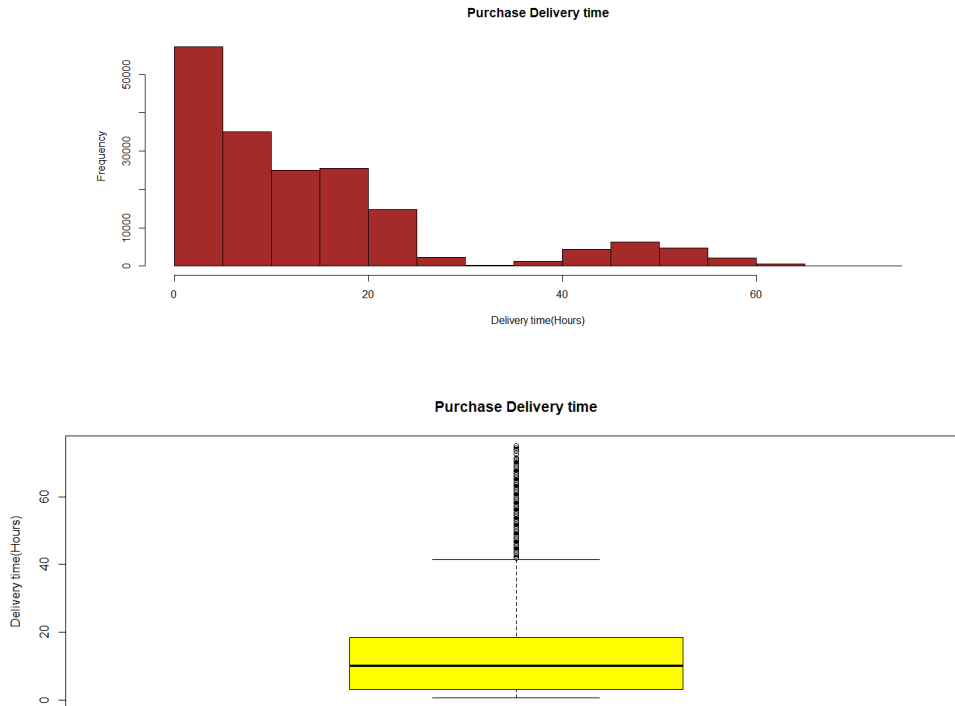 Purchase Delivery time
50000
30000
10000
0
Frequency
0 20 40 60
Delivery time(Hours)
Purchase Delivery time
60
40
20
0
Delivery time(Hours)